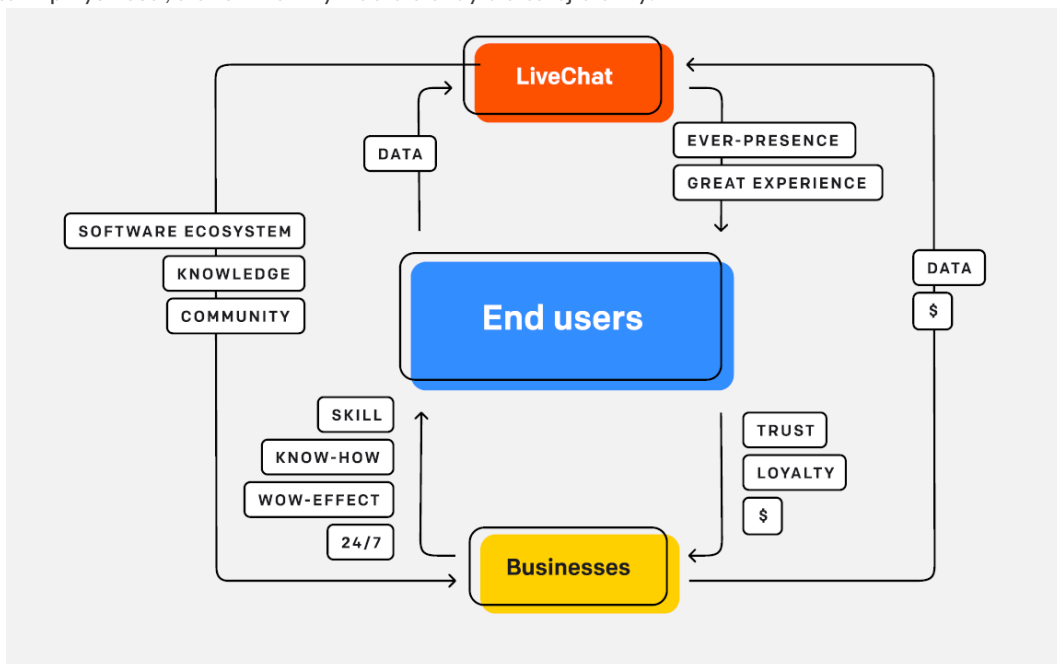 LiveChat
DATA
EVER-PRESENCE
GREAT EXPERIENCE
SOFTWARE ECOSYSTEM
KNOWLEDGE
COMMUNITY
DATA
$
End users
SKILL
KNOW-HOW
WOW-EFFECT
24/7
TRUST
LOYALTY
$
Businesses